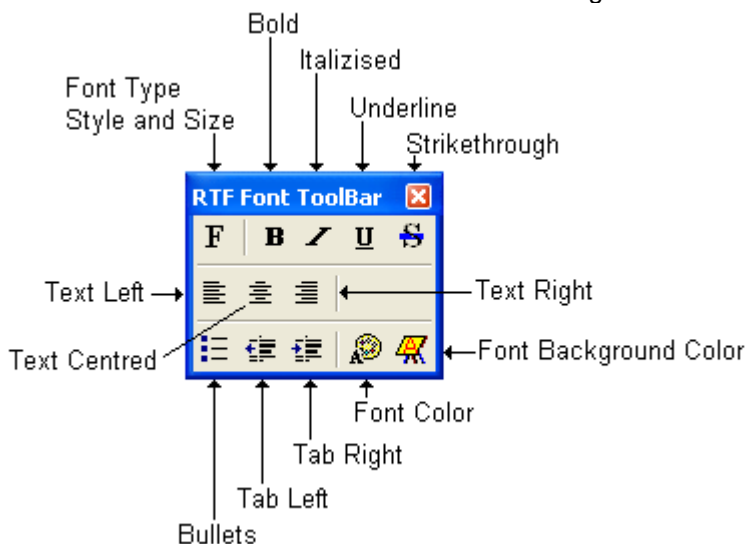 Bold
Italizised
Font Type
Style and Size
Underline
Strikethrough
RTF Font ToolBar
F B I U S
Text Left
Text Right
Text Centred
Font Background Color
Font Color
Tab Right
Tab Left
Bullets